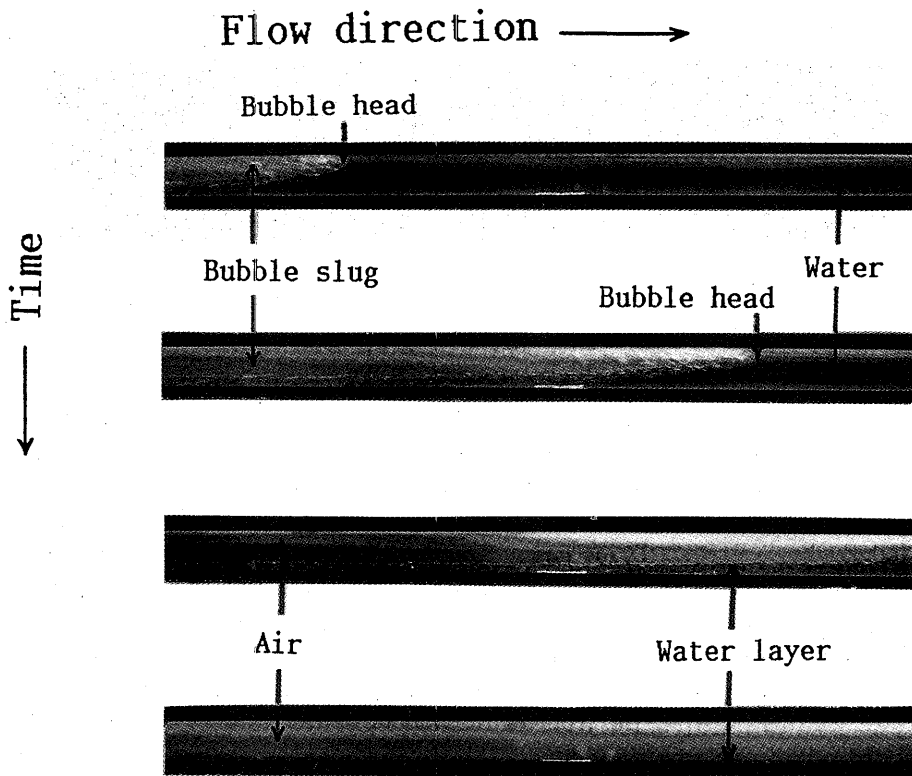 Flow direction
Bubble head
Time
Bubble slug
Water
Bubble head
Air
Water layer